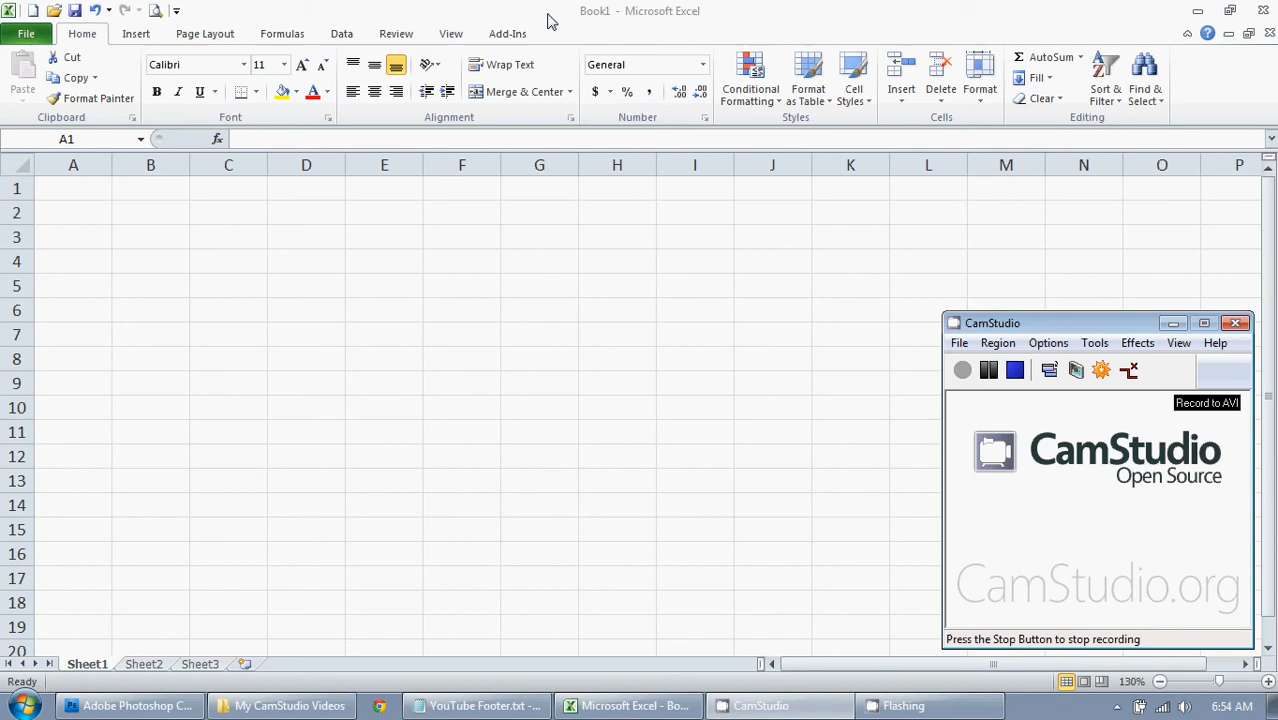 Book1 - Microsoft Excel
File Home Insert Page Layout Formulas Data Review View Add-Ins
Paste
Cut
Copy
Format Painter
Clipboard
Calibri 11
B I U A
Font
Wrap Text
Merge & Center
Alignment
General
$ % ,
Number
Conditional Formatting
Format as Table
Cell Styles
Styles
Insert Delete Format
Cells
Σ AutoSum
Fill
Clear
Sort & Filter
Find & Select
Editing
A1 fx
A B C D E F G H I J K L M N O P
1
2
3
4
5
6
7
8
9
10
11
12
13
14
15
16
17
18
19
20
CamStudio
File Region Options Tools Effects View Help
Record to AVI
CamStudio
Open Source
CamStudio.org
Press the Stop Button to stop recording
Sheet1 Sheet2 Sheet3
Ready 130%
Adobe Photoshop C... My CamStudio Videos YouTube Footer.txt -... Microsoft Excel - Bo... CamStudio Flashing 6:54 AM